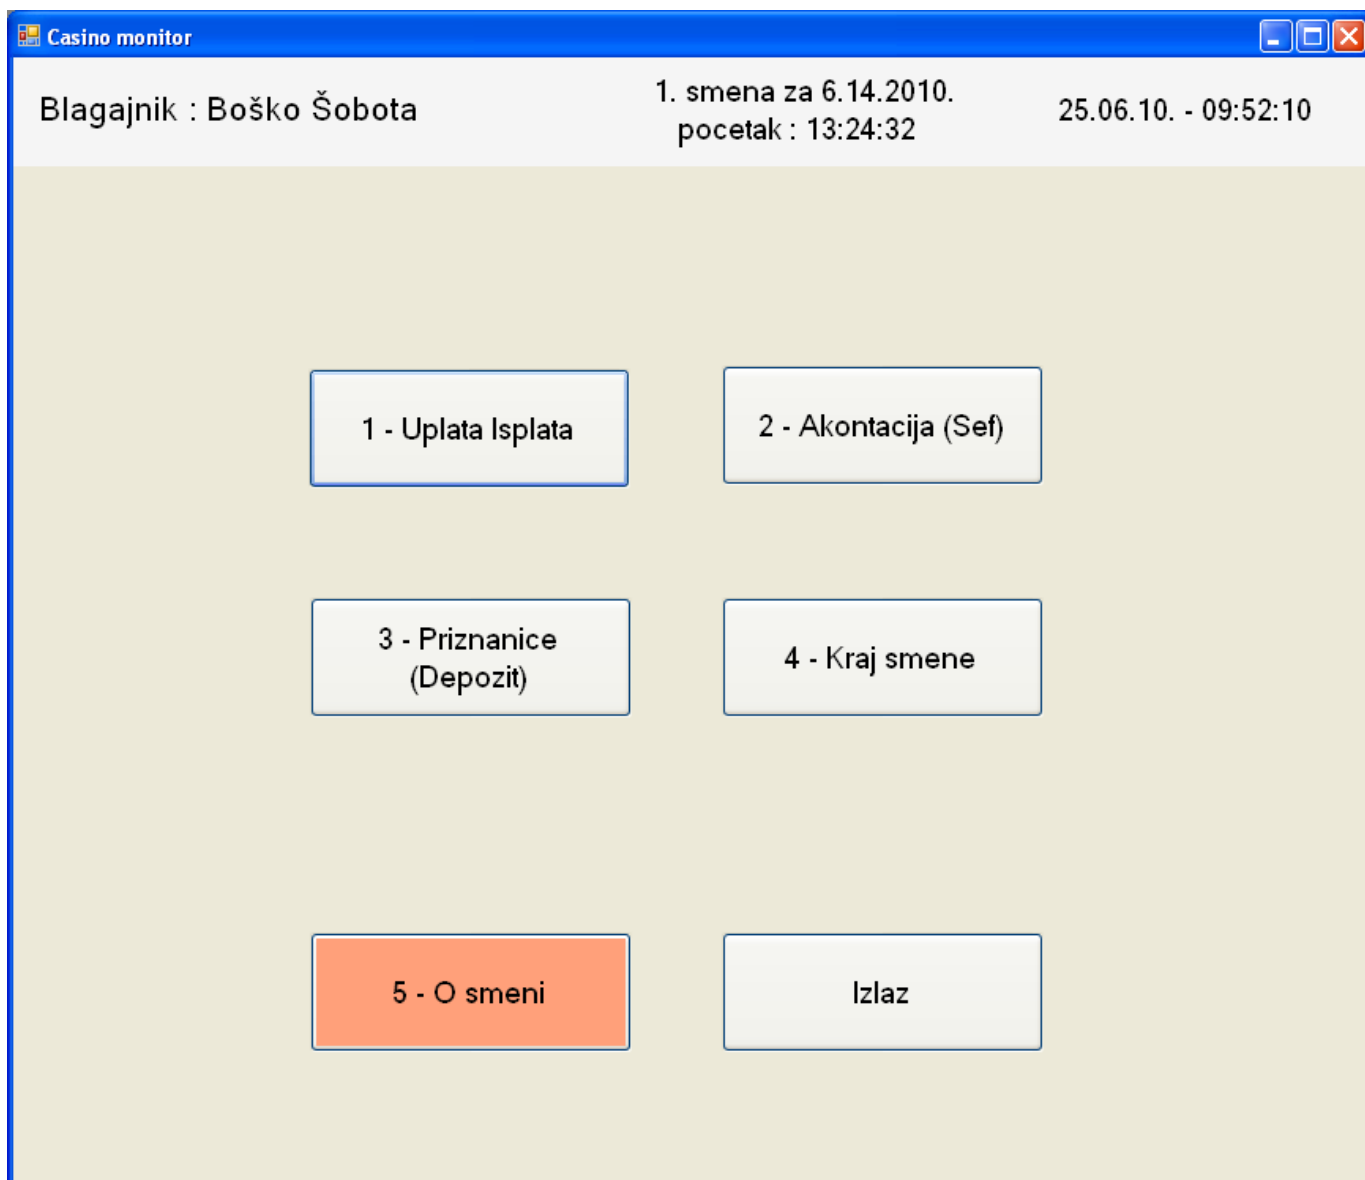 Casino monitor
Blagajnik : Boško Šobota
1. smena za 6.14.2010.
pocetak : 13:24:32
25.06.10. - 09:52:10
1 - Uplata Isplata
2 - Akontacija (Sef)
3 - Priznanice
(Depozit)
4 - Kraj smene
5 - O smeni
Izlaz